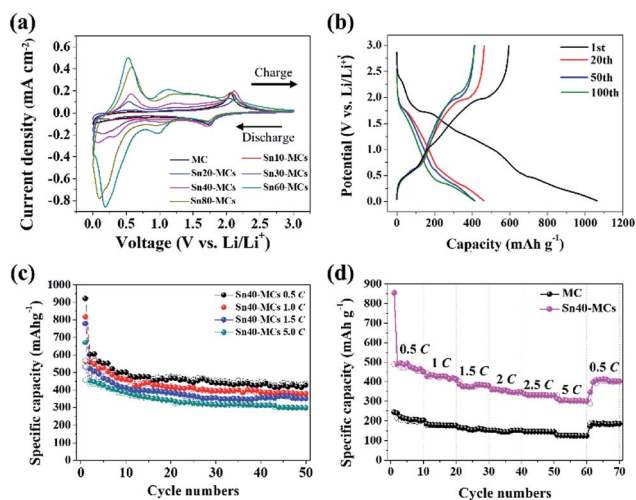 (a)
Current density (mA cm⁻²)
0.6
0.4
0.2
0.0
-0.2
-0.4
-0.6
-0.8
Charge
Discharge
MC
Sn10-MCs
Sn20-MCs
Sn30-MCs
Sn40-MCs
Sn60-MCs
Sn80-MCs
0.0 0.5 1.0 1.5 2.0 2.5 3.0
Voltage (V vs. Li/Li⁺)
(b)
Potential (V vs. Li/Li⁺)
3.0
2.5
2.0
1.5
1.0
0.5
0.0
1st
20th
50th
100th
0 200 400 600 800 1000 1200
Capacity (mAh g⁻¹)
(c)
Specific capacity (mAhg⁻¹)
1000
900
800
700
600
500
400
300
200
100
0
Sn40-MCs 0.5 C
Sn40-MCs 1.0 C
Sn40-MCs 1.5 C
Sn40-MCs 5.0 C
0 10 20 30 40 50
Cycle numbers
(d)
Specific capacity (mAh g⁻¹)
900
800
700
600
500
400
300
200
100
0
MC
Sn40-MCs
0.5 C
1 C
1.5 C
2 C
2.5 C
5 C
0.5 C
0 10 20 30 40 50 60 70
Cycle numbers